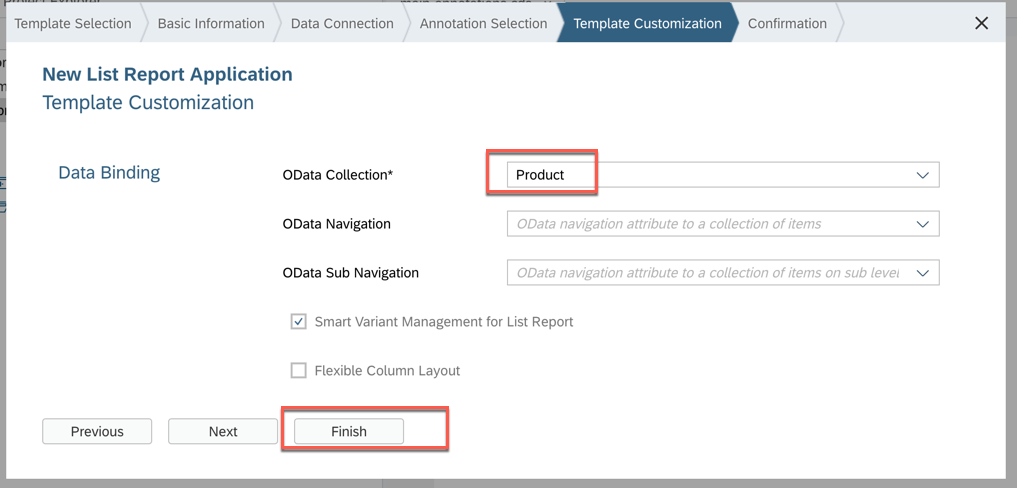 Template Selection
Basic Information
OData Connection
Annotation Selection
Template Customization
Confirmation
New List Report Application
Template Customization
Data Binding
OData Collection*
Product
OData Navigation
OData navigation attribute to a collection of items
OData Sub Navigation
OData navigation attribute to a collection of items on sub level
Smart Variant Management for List Report
Flexible Column Layout
Previous
Next
Finish